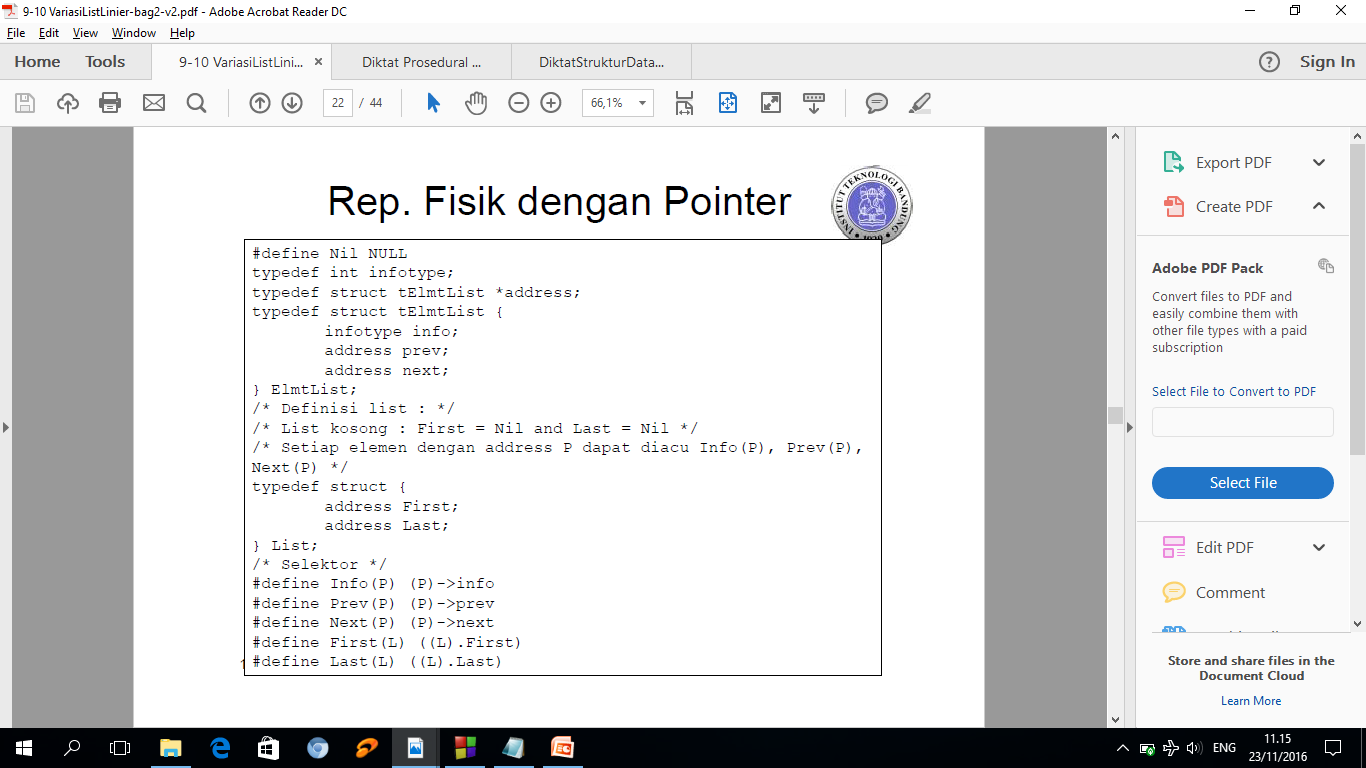 9-10 VariasiListLinier-bag2-v2.pdf - Adobe Acrobat Reader DC
File Edit View Window Help
Home Tools 9-10 VariasiListLini... × Diktat Prosedural ... DiktatStrukturData... Sign In
22 / 44 66,1%
Rep. Fisik dengan Pointer
INSTITUT TEKNOLOGI BANDUNG
#define Nil NULL
typedef int infotype;
typedef struct tElmtList *address;
typedef struct tElmtList {
infotype info;
address prev;
address next;
} ElmtList;
/* Definisi list : */
/* List kosong : First = Nil and Last = Nil */
/* Setiap elemen dengan address P dapat diacu Info(P), Prev(P),
Next(P) */
typedef struct {
address First;
address Last;
} List;
/* Selektor */
#define Info(P) (P)->info
#define Prev(P) (P)->prev
#define Next(P) (P)->next
#define First(L) ((L).First)
#define Last(L) ((L).Last)
Export PDF
Create PDF
Adobe PDF Pack
Convert files to PDF and
easily combine them with
other file types with a paid
subscription
Select File to Convert to PDF
Select File
Edit PDF
Comment
Store and share files in the
Document Cloud
Learn More
ENG
11.15
23/11/2016